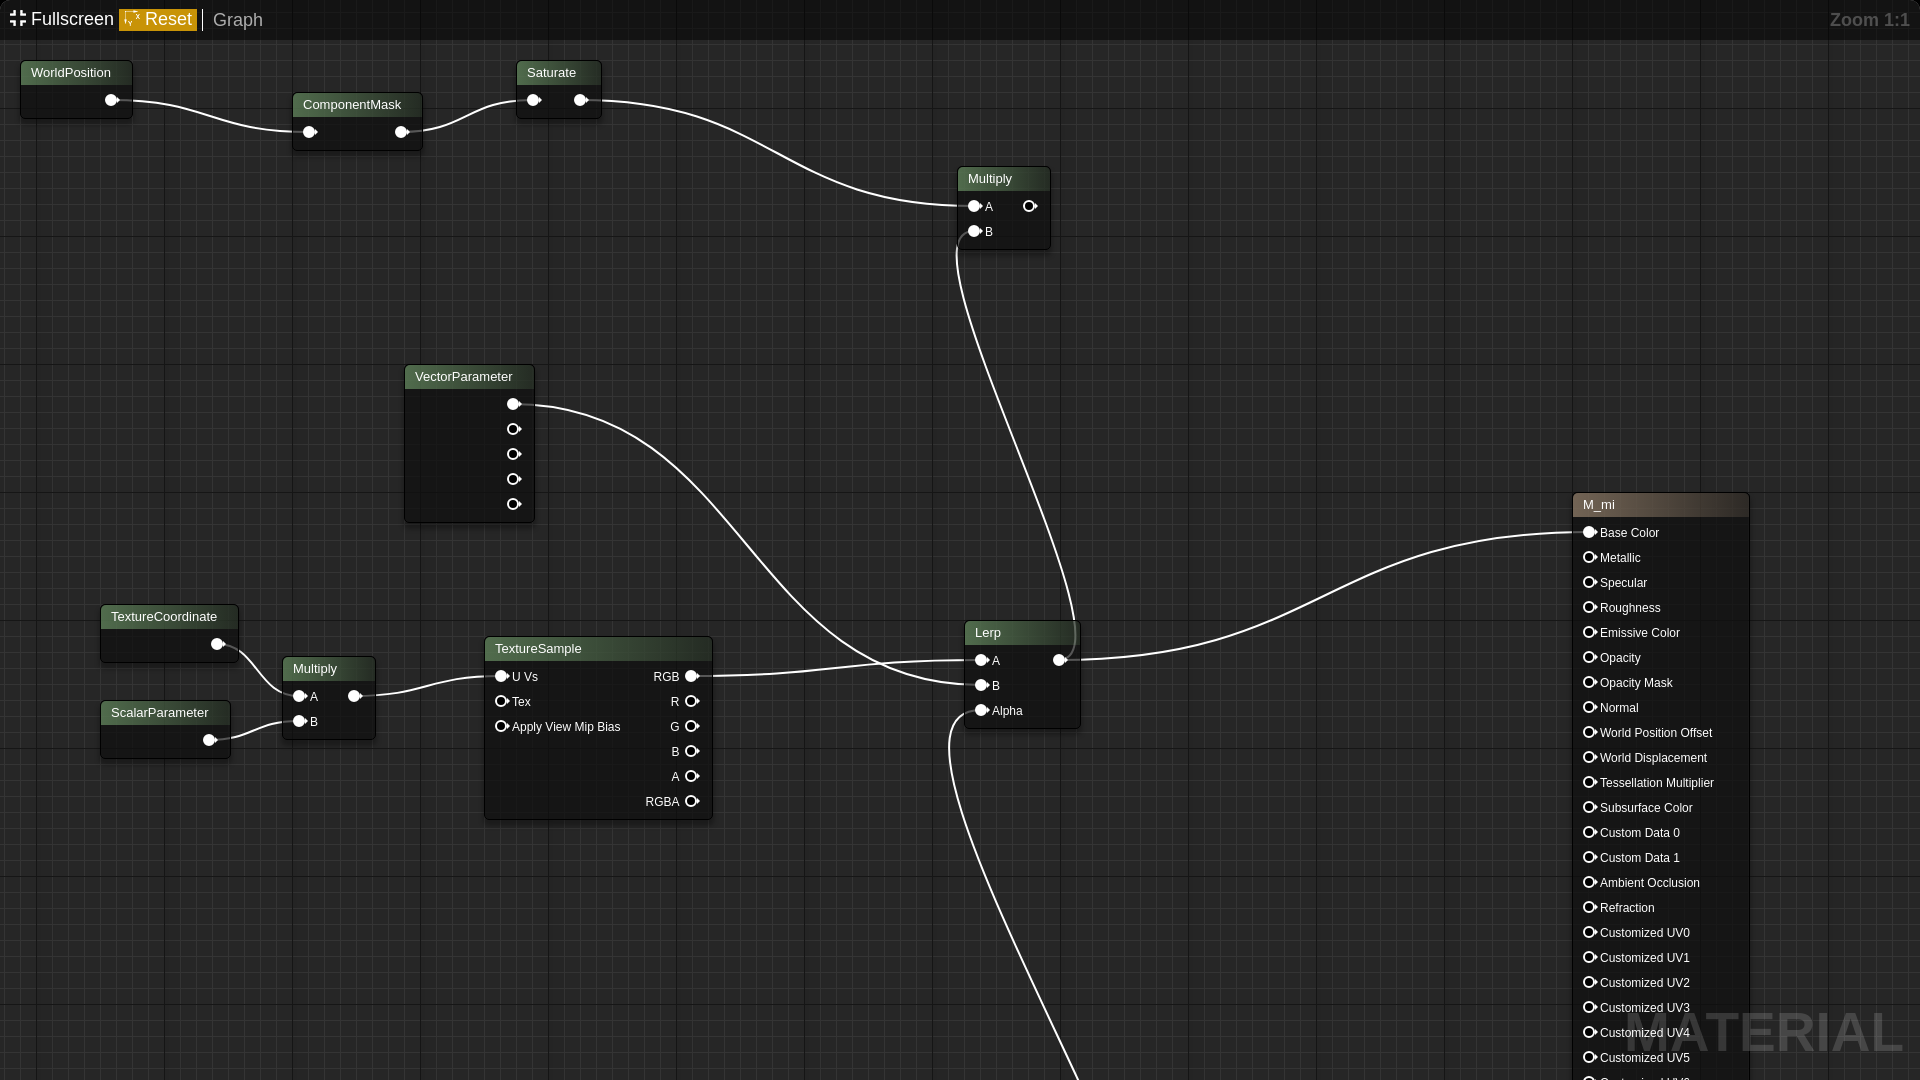 Fullscreen Reset Graph Zoom 1:1
WorldPosition
ComponentMask
Saturate
Multiply
A
B
VectorParameter
TextureCoordinate
ScalarParameter
Multiply
A
B
TextureSample
U Vs RGB
Tex R
Apply View Mip Bias G
B
A
RGBA
Lerp
A
B
Alpha
M_mi
Base Color
Metallic
Specular
Roughness
Emissive Color
Opacity
Opacity Mask
Normal
World Position Offset
World Displacement
Tessellation Multiplier
Subsurface Color
Custom Data 0
Custom Data 1
Ambient Occlusion
Refraction
Customized UV0
Customized UV1
Customized UV2
Customized UV3
Customized UV4
Customized UV5
MATERIAL